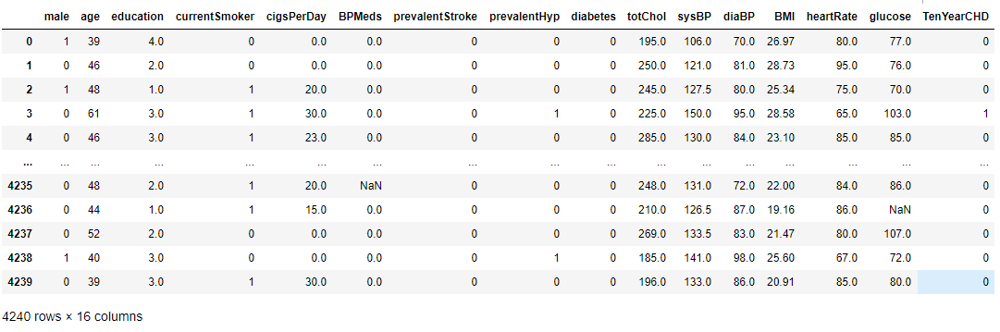 male age education currentSmoker cigsPerDay BPMeds prevalentStroke prevalentHyp diabetes totChol sysBP diaBP BMI heartRate glucose TenYearCHD
0 1 39 4.0 0 0.0 0.0 0 0 0 195.0 106.0 70.0 26.97 80.0 77.0 0
1 0 46 2.0 0 0.0 0.0 0 0 0 250.0 121.0 81.0 28.73 95.0 76.0 0
2 1 48 1.0 1 20.0 0.0 0 0 0 245.0 127.5 80.0 25.34 75.0 70.0 0
3 0 61 3.0 1 30.0 0.0 0 1 0 225.0 150.0 95.0 28.58 65.0 103.0 1
4 0 46 3.0 1 23.0 0.0 0 0 0 285.0 130.0 84.0 23.10 85.0 85.0 0
... ... ... ... ... ... ... ... ... ... ... ... ... ... ... ... ...
4235 0 48 2.0 1 20.0 NaN 0 0 0 248.0 131.0 72.0 22.00 84.0 86.0 0
4236 0 44 1.0 1 15.0 0.0 0 0 0 210.0 126.5 87.0 19.16 86.0 NaN 0
4237 0 52 2.0 0 0.0 0.0 0 0 0 269.0 133.5 83.0 21.47 80.0 107.0 0
4238 1 40 3.0 0 0.0 0.0 0 1 0 185.0 141.0 98.0 25.60 67.0 72.0 0
4239 0 39 3.0 1 30.0 0.0 0 0 0 196.0 133.0 86.0 20.91 85.0 80.0 0
4240 rows × 16 columns